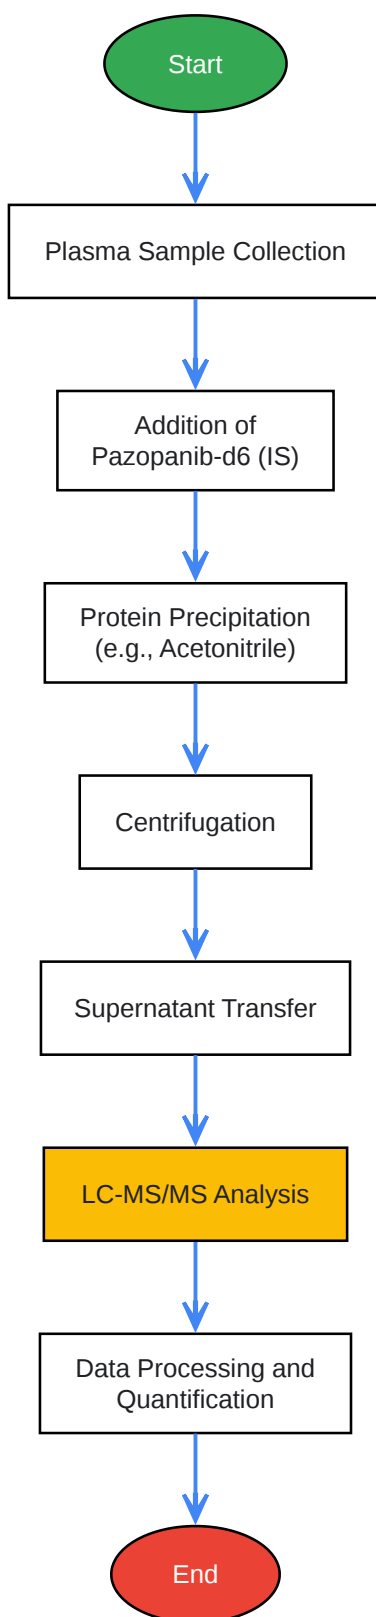 Start
Plasma Sample Collection
Addition of
Pazopanib-d6 (IS)
Protein Precipitation
(e.g., Acetonitrile)
Centrifugation
Supernatant Transfer
LC-MS/MS Analysis
Data Processing and
Quantification
End